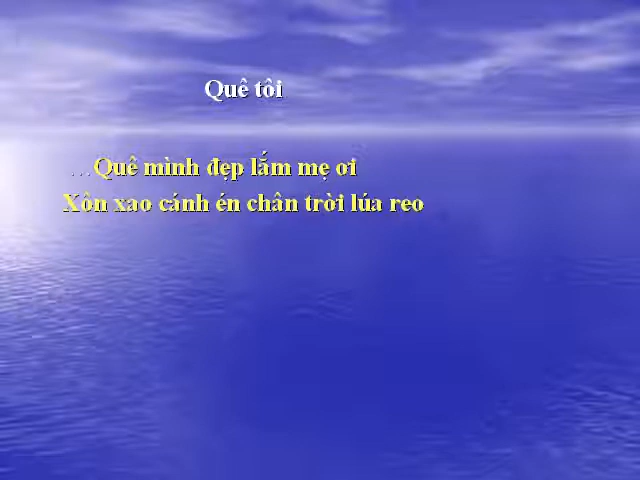 Quê tôi
…Quê mình đẹp lắm mẹ ơi
Xôn xao cánh én chân trời lúa reo